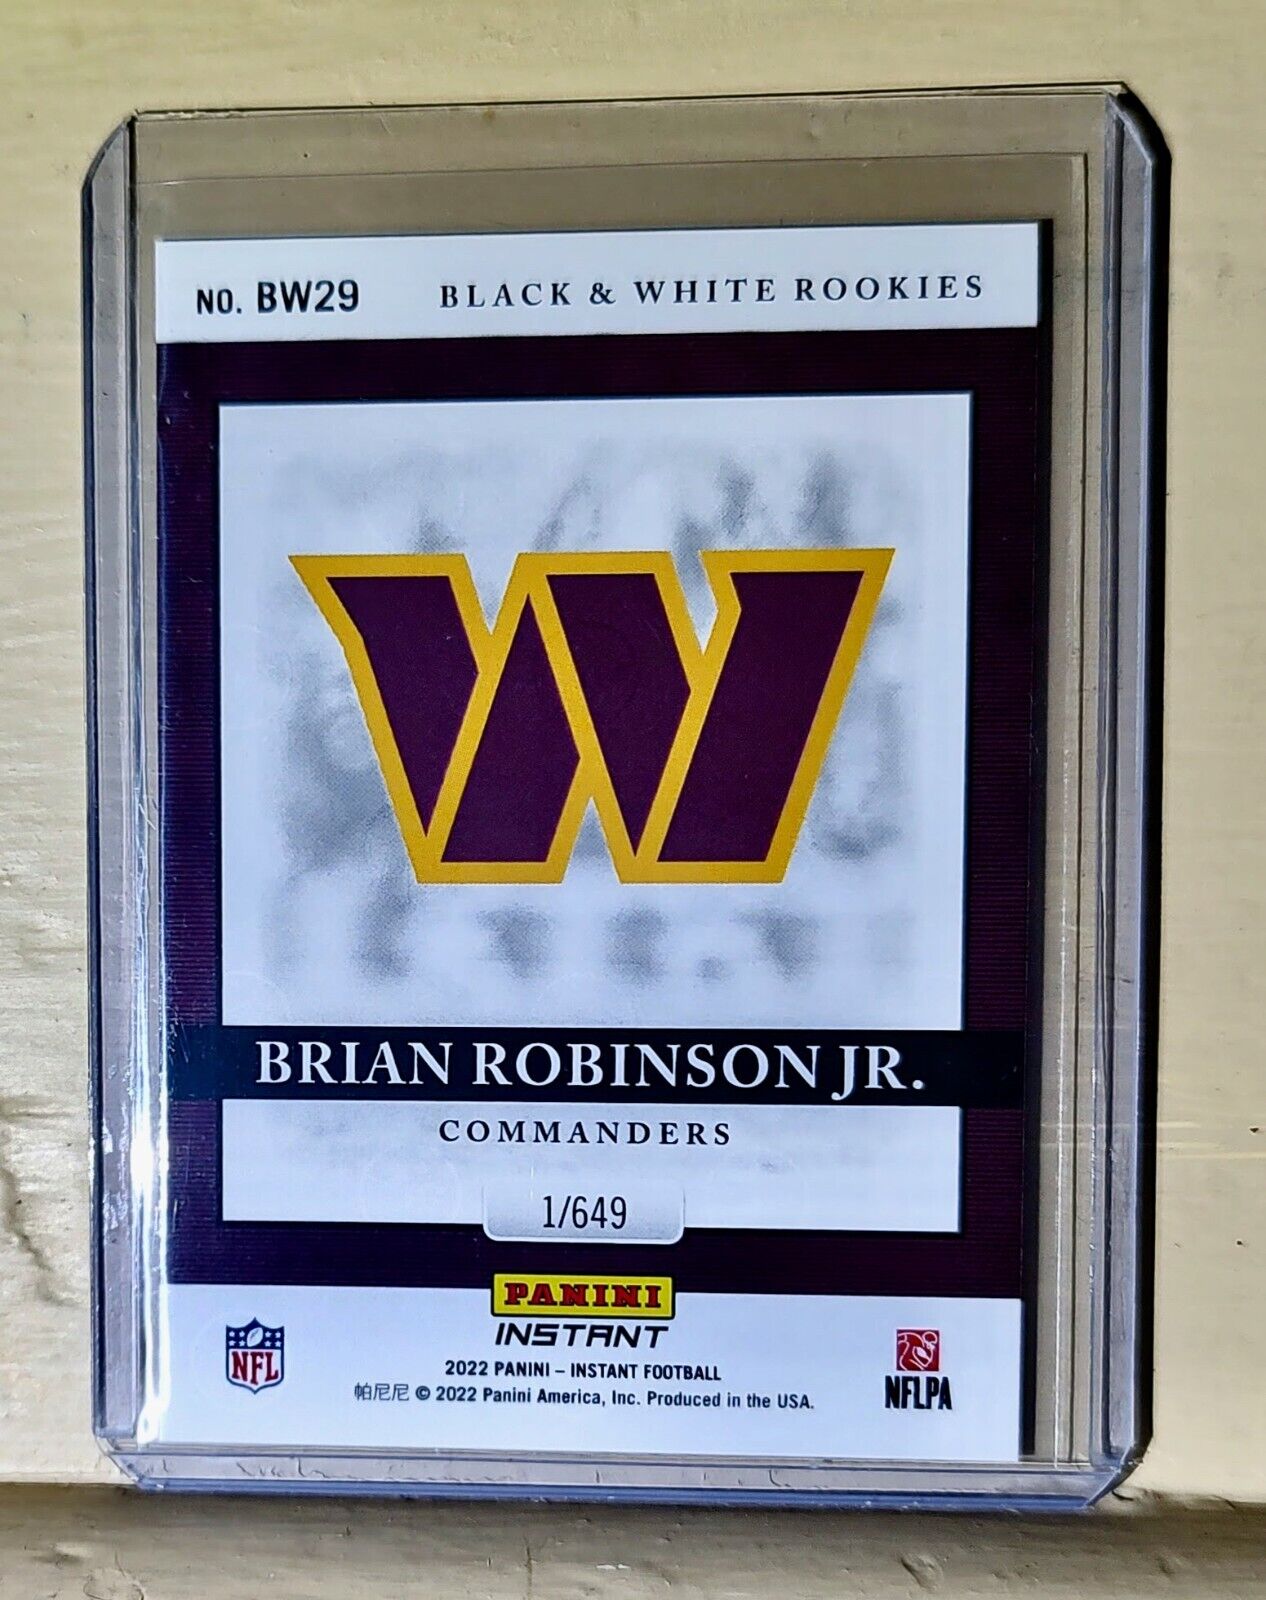 NO. BW29 BLACK & WHITE ROOKIES
W
BRIAN ROBINSON JR.
COMMANDERS
1/649
PANINI
INSTANT
NFL
2022 PANINI – INSTANT FOOTBALL
帕尼尼 © 2022 Panini America, Inc. Produced in the USA.
NFLPA